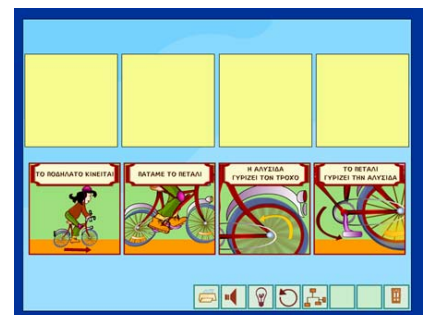 ΤΟ ΠΟΔΗΛΑΤΟ ΚΙΝΕΙΤΑΙ
ΠΑΤΑΜΕ ΤΟ ΠΕΤΑΛΙ
Η ΑΛΥΣΙΔΑ
ΓΥΡΙΖΕΙ ΤΟΝ ΤΡΟΧΟ
ΤΟ ΠΕΤΑΛΙ
ΓΥΡΙΖΕΙ ΤΗΝ ΑΛΥΣΙΔΑ